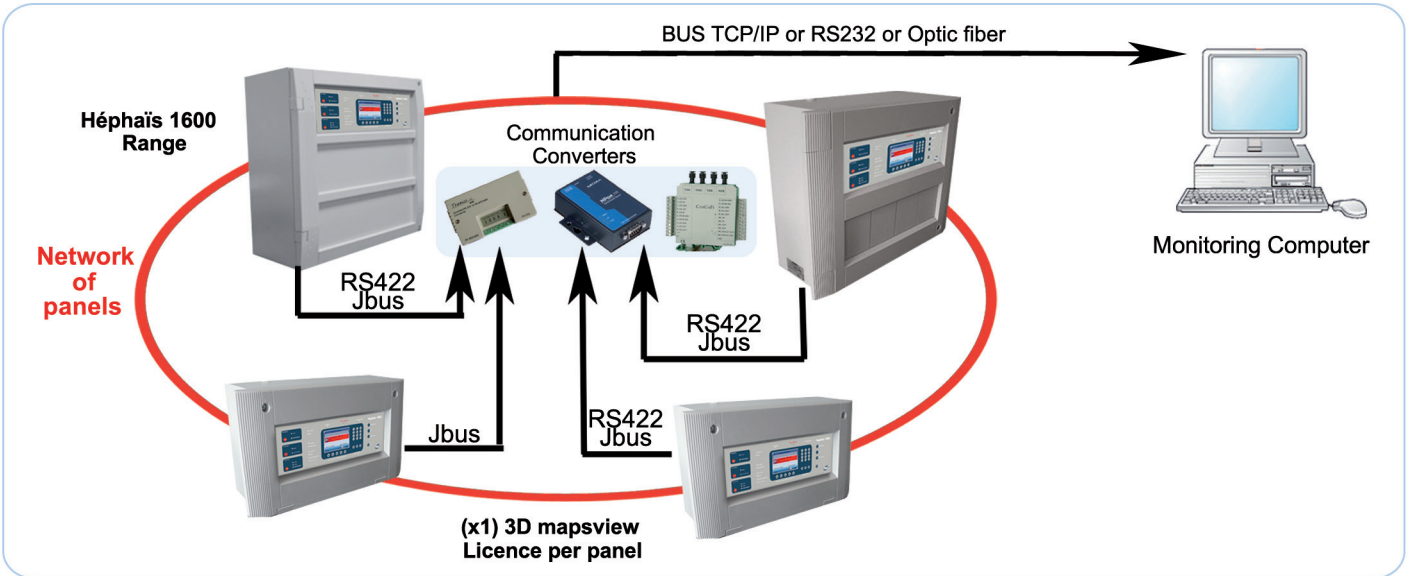 BUS TCP/IP or RS232 or Optic fiber
Héphaïs 1600
Range
Communication
Converters
Monitoring Computer
Network
of
panels
RS422
Jbus
RS422
Jbus
Jbus
RS422
Jbus
(x1) 3D mapsview
Licence per panel